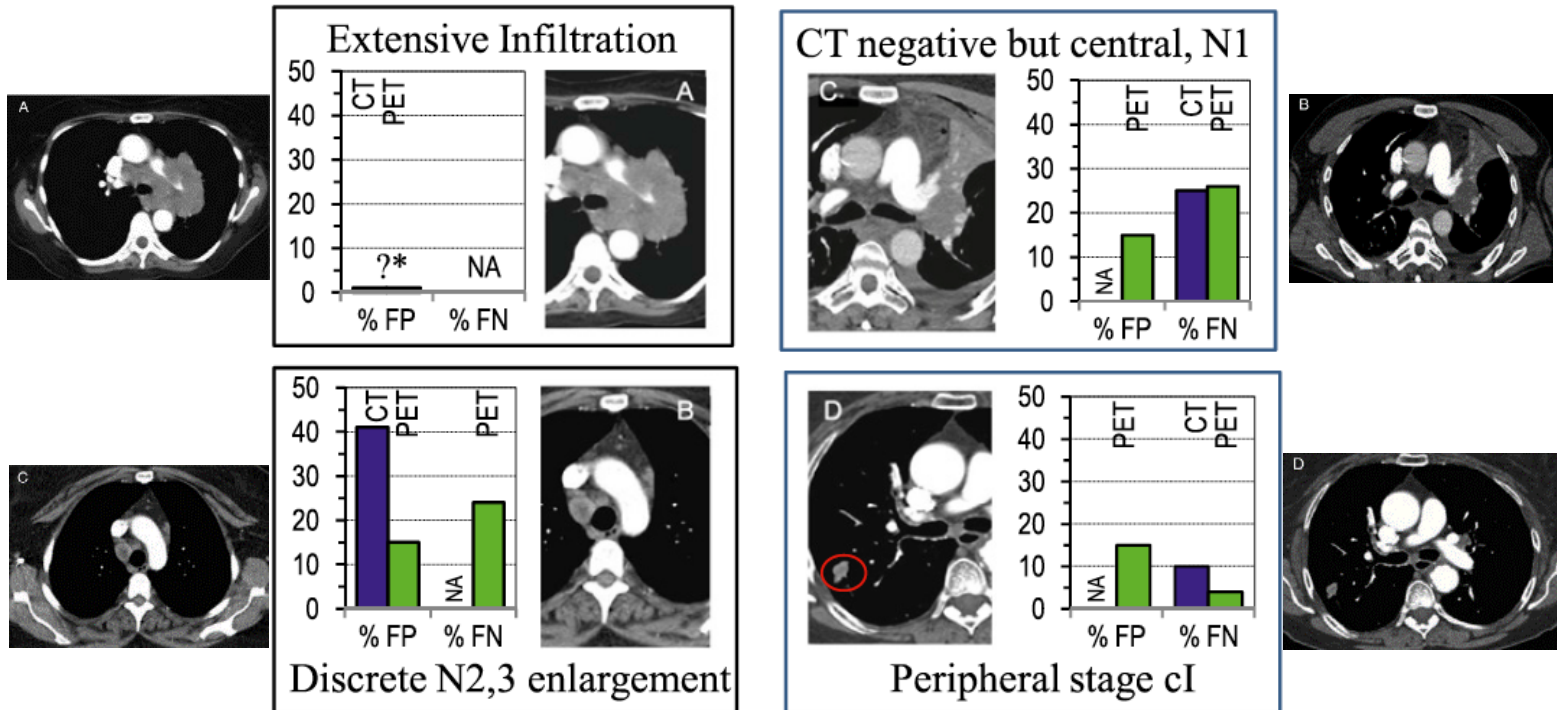 A
Extensive Infiltration
50
40
30
20
10
0
CT
PET
?*
NA
% FP
% FN
A
CT negative but central, N1
C
50
40
30
20
10
0
PET
CT
PET
NA
% FP
% FN
B
C
50
40
30
20
10
0
CT
PET
PET
NA
% FP
% FN
B
Discrete N2,3 enlargement
D
50
40
30
20
10
0
PET
CT
PET
NA
% FP
% FN
Peripheral stage cI
D